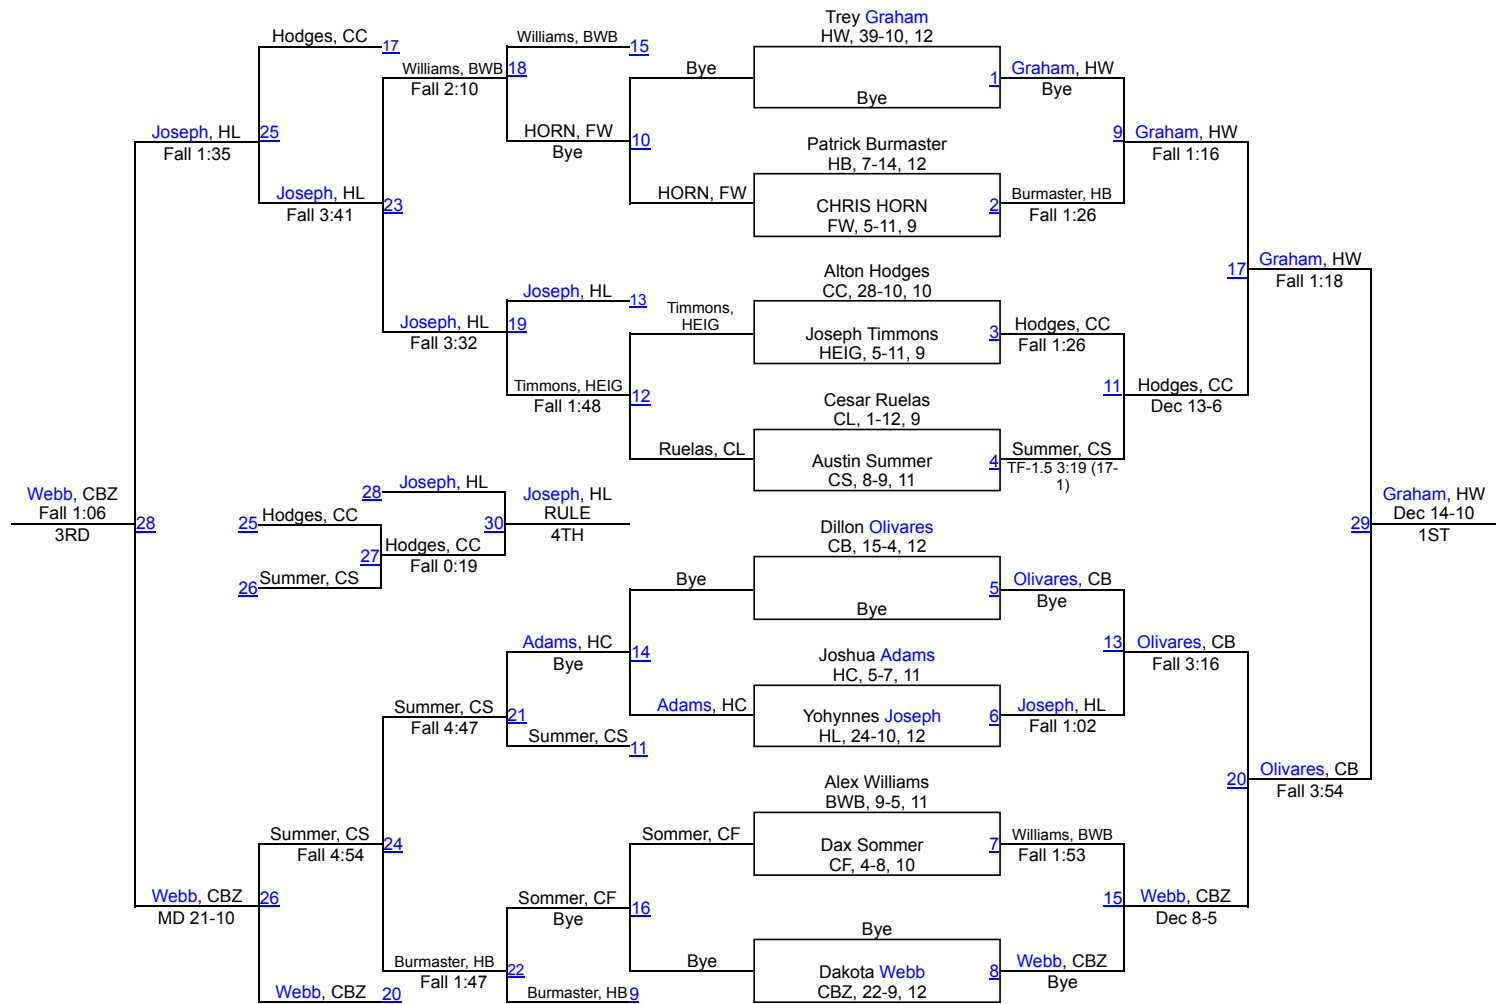 Trey Graham
HW, 39-10, 12
Hodges, CC
17
Williams, BWB
15
Williams, BWB
18
Fall 2:10
Bye
1
Graham, HW
Bye
Bye
Joseph, HL
25
Fall 1:35
HORN, FW
10
Bye
Patrick Burmaster
HB, 7-14, 12
9
Graham, HW
Fall 1:16
Joseph, HL
23
Fall 3:41
HORN, FW
CHRIS HORN
FW, 5-11, 9
2
Burmaster, HB
Fall 1:26
Alton Hodges
CC, 28-10, 10
17
Graham, HW
Fall 1:18
Joseph, HL
13
Joseph, HL
19
Fall 3:32
Timmons,
HEIG
Joseph Timmons
HEIG, 5-11, 9
3
Hodges, CC
Fall 1:26
Timmons, HEIG
12
Fall 1:48
Cesar Ruelas
CL, 1-12, 9
11
Hodges, CC
Dec 13-6
Ruelas, CL
Austin Summer
CS, 8-9, 11
4
Summer, CS
TF-1.5 3:19 (17-
1)
Webb, CBZ
Fall 1:06
3RD
28
28
Joseph, HL
25
Hodges, CC
27
Hodges, CC
Fall 0:19
26
Summer, CS
30
Joseph, HL
RULE
4TH
29
Graham, HW
Dec 14-10
1ST
Dillon Olivares
CB, 15-4, 12
Bye
Bye
5
Olivares, CB
Bye
Adams, HC
14
Bye
Joshua Adams
HC, 5-7, 11
13
Olivares, CB
Fall 3:16
Summer, CS
21
Fall 4:47
Adams, HC
Yohynnes Joseph
HL, 24-10, 12
6
Joseph, HL
Fall 1:02
Summer, CS
11
Alex Williams
BWB, 9-5, 11
20
Olivares, CB
Fall 3:54
Summer, CS
24
Fall 4:54
Sommer, CF
Dax Sommer
CF, 4-8, 10
7
Williams, BWB
Fall 1:53
Webb, CBZ
26
MD 21-10
Sommer, CF
16
Bye
15
Webb, CBZ
Dec 8-5
Bye
Burmaster, HB
22
Fall 1:47
Bye
Dakota Webb
CBZ, 22-9, 12
8
Webb, CBZ
Bye
Webb, CBZ
20
Burmaster, HB
9